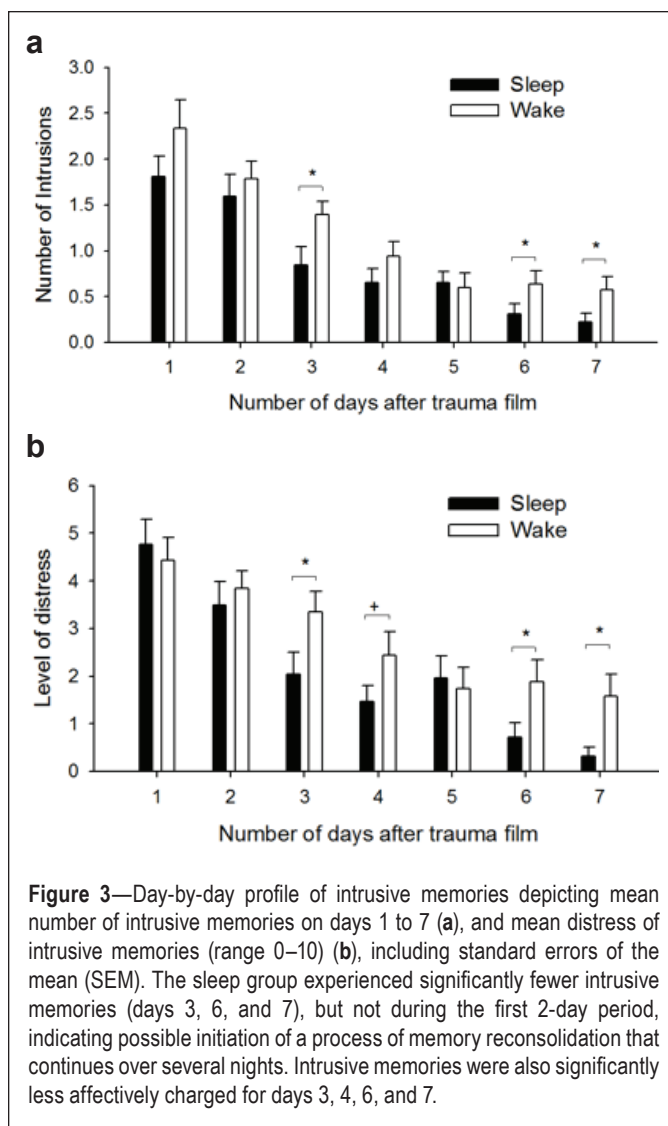 a
3.0
2.5
2.0
1.5
1.0
0.5
0.0
Number of Intrusions
Sleep
Wake
*
*
*
1 2 3 4 5 6 7
Number of days after trauma film
b
6
5
4
3
2
1
0
Level of distress
Sleep
Wake
*
+
*
*
1 2 3 4 5 6 7
Number of days after trauma film
Figure 3—Day-by-day profile of intrusive memories depicting mean
number of intrusive memories on days 1 to 7 (a), and mean distress of
intrusive memories (range 0–10) (b), including standard errors of the
mean (SEM). The sleep group experienced significantly fewer intrusive
memories (days 3, 6, and 7), but not during the first 2-day period,
indicating possible initiation of a process of memory reconsolidation that
continues over several nights. Intrusive memories were also significantly
less affectively charged for days 3, 4, 6, and 7.